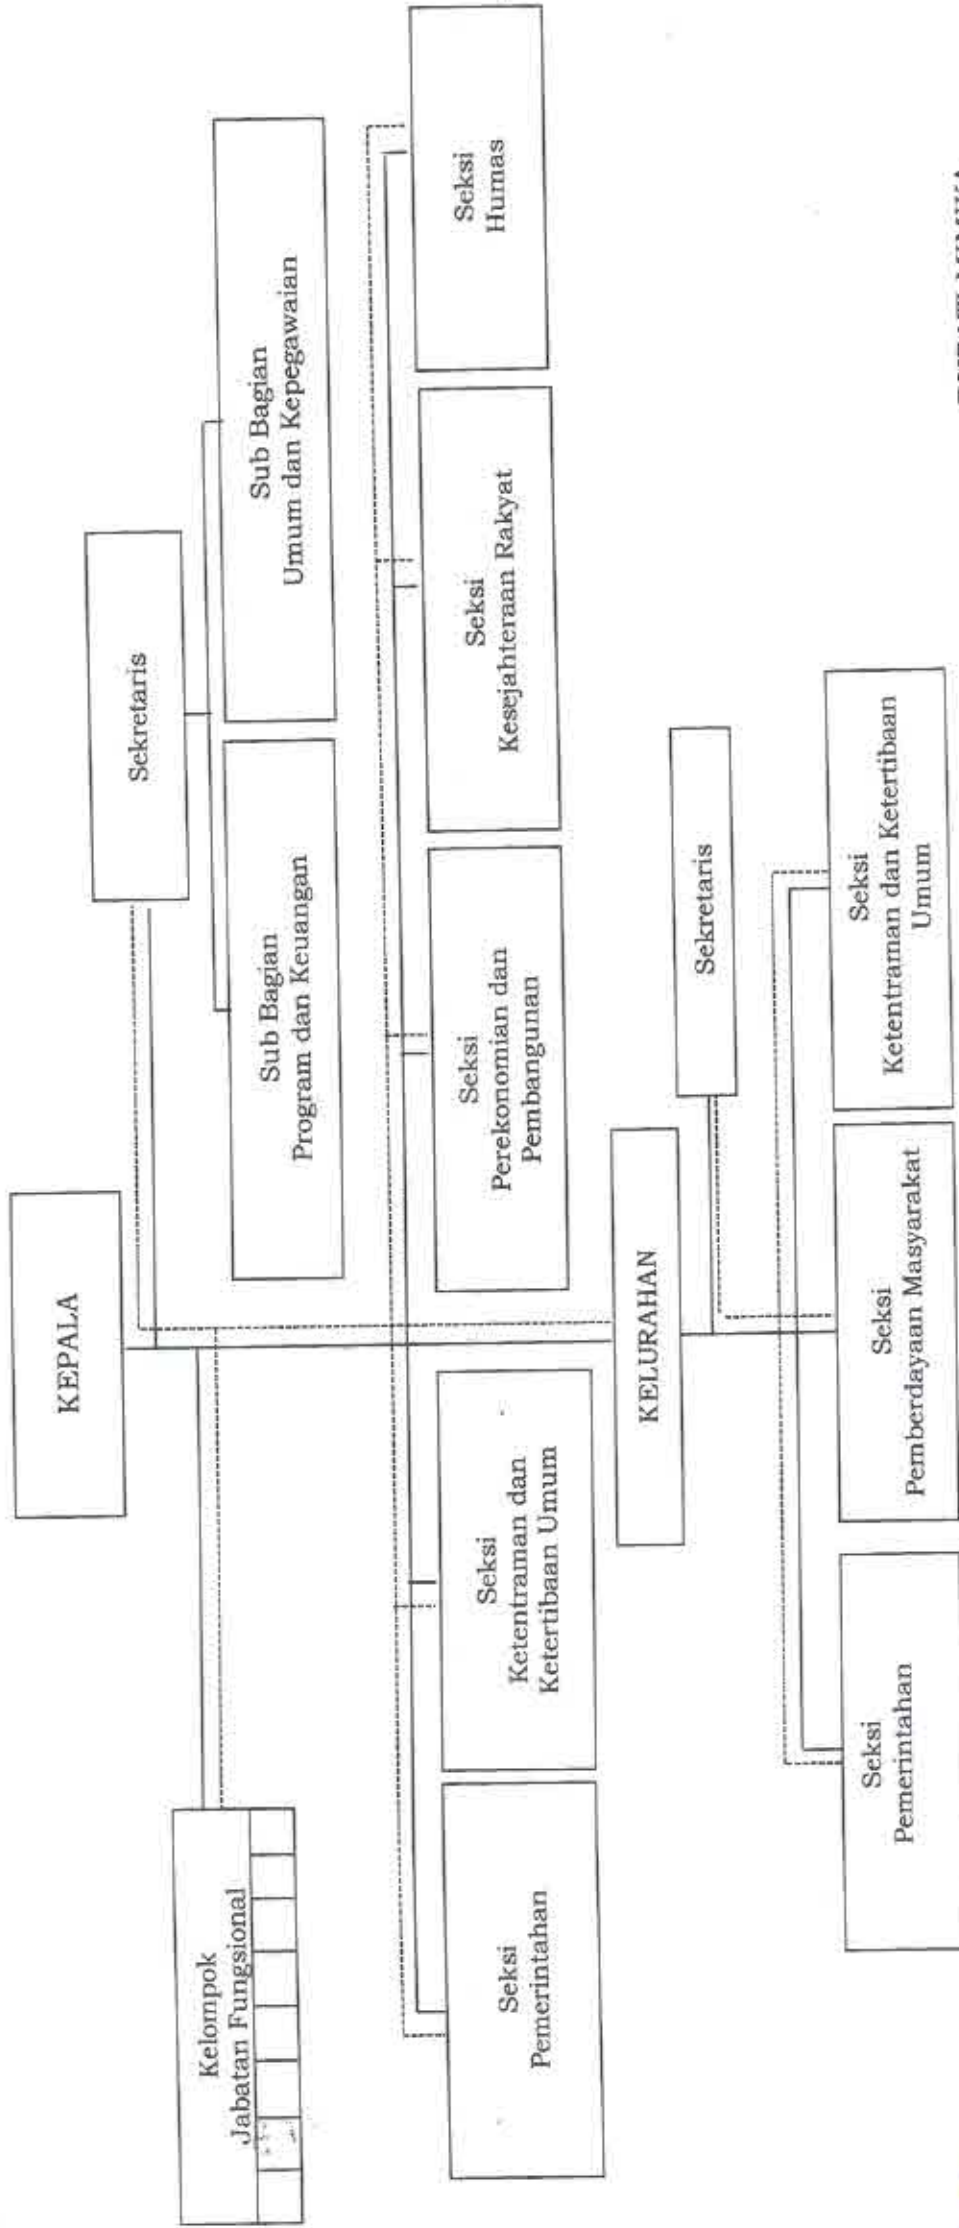 KEPALA
Sekretaris
Kelompok
Jabatan Fungsional
Sub Bagian
Program dan Keuangan
Sub Bagian
Umum dan Kepegawaian
Seksi
Pemerintahan
Seksi
Ketentraman dan
Ketertibaan Umum
Seksi
Perekonomian dan
Pembangunan
Seksi
Kesejahteraan Rakyat
Seksi
Humas
KELURAHAN
Sekretaris
Seksi
Pemerintahan
Seksi
Pemberdayaan Masyarakat
Seksi
Ketentraman dan Ketertibaan
Umum